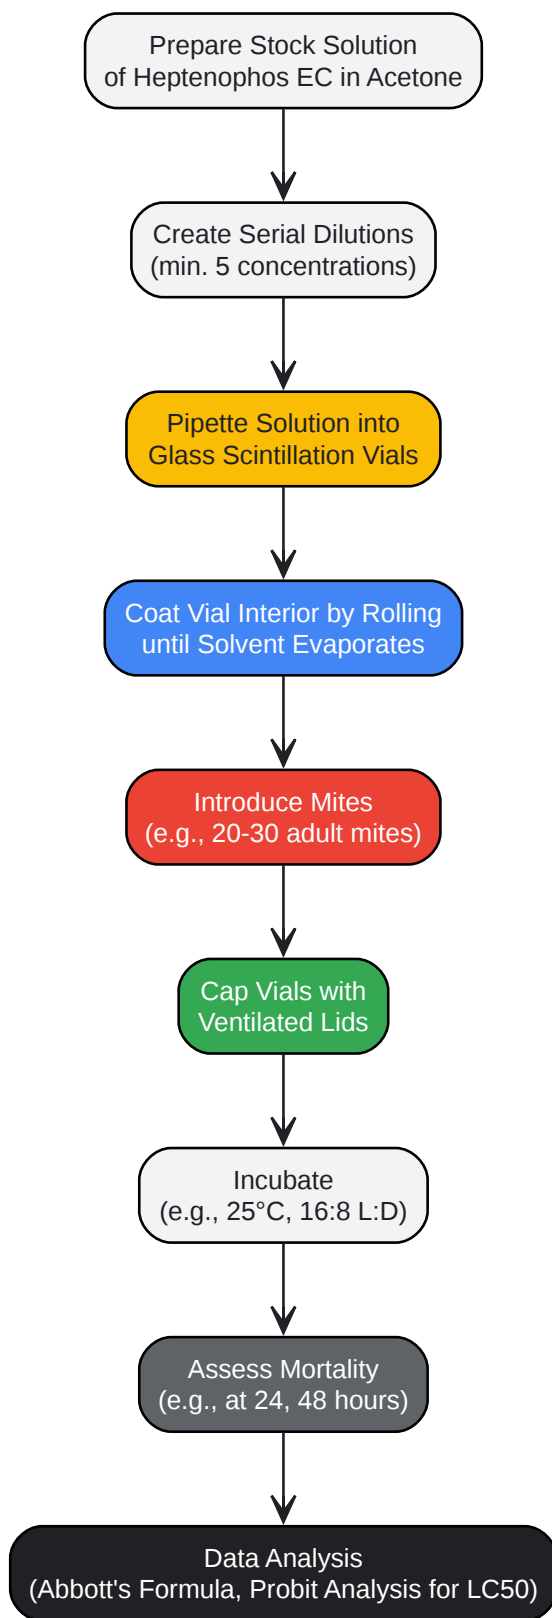 Prepare Stock Solution
of Heptenophos EC in Acetone
Create Serial Dilutions
(min. 5 concentrations)
Pipette Solution into
Glass Scintillation Vials
Coat Vial Interior by Rolling
until Solvent Evaporates
Introduce Mites
(e.g., 20-30 adult mites)
Cap Vials with
Ventilated Lids
Incubate
(e.g., 25°C, 16:8 L:D)
Assess Mortality
(e.g., at 24, 48 hours)
Data Analysis
(Abbott's Formula, Probit Analysis for LC50)